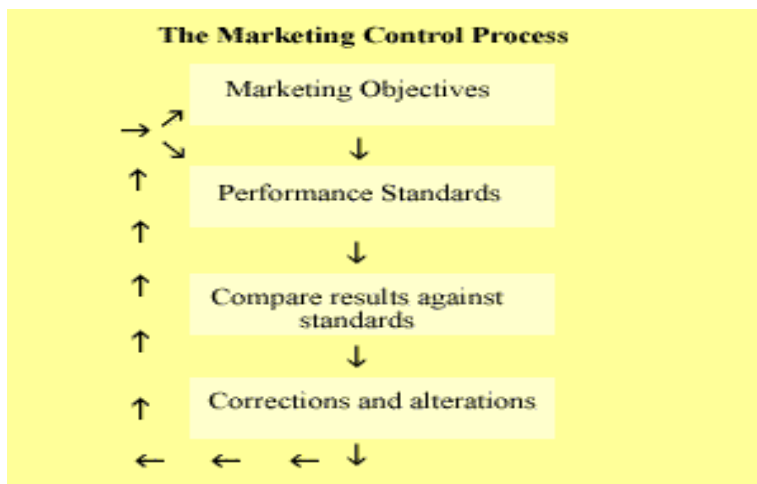 The Marketing Control Process
Marketing Objectives
Performance Standards
Compare results against
standards
Corrections and alterations